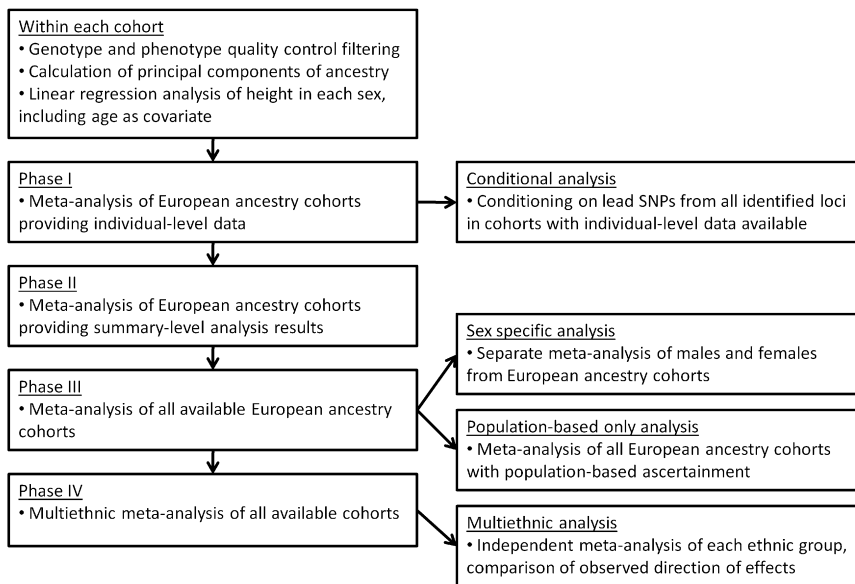 Within each cohort
• Genotype and phenotype quality control filtering
• Calculation of principal components of ancestry
• Linear regression analysis of height in each sex,
including age as covariate
Phase I
• Meta-analysis of European ancestry cohorts
providing individual-level data
Conditional analysis
• Conditioning on lead SNPs from all identified loci
in cohorts with individual-level data available
Phase II
• Meta-analysis of European ancestry cohorts
providing summary-level analysis results
Phase III
• Meta-analysis of all available European ancestry
cohorts
Sex specific analysis
• Separate meta-analysis of males and females
from European ancestry cohorts
Population-based only analysis
• Meta-analysis of all European ancestry cohorts
with population-based ascertainment
Phase IV
• Multiethnic meta-analysis of all available cohorts
Multiethnic analysis
• Independent meta-analysis of each ethnic group,
comparison of observed direction of effects